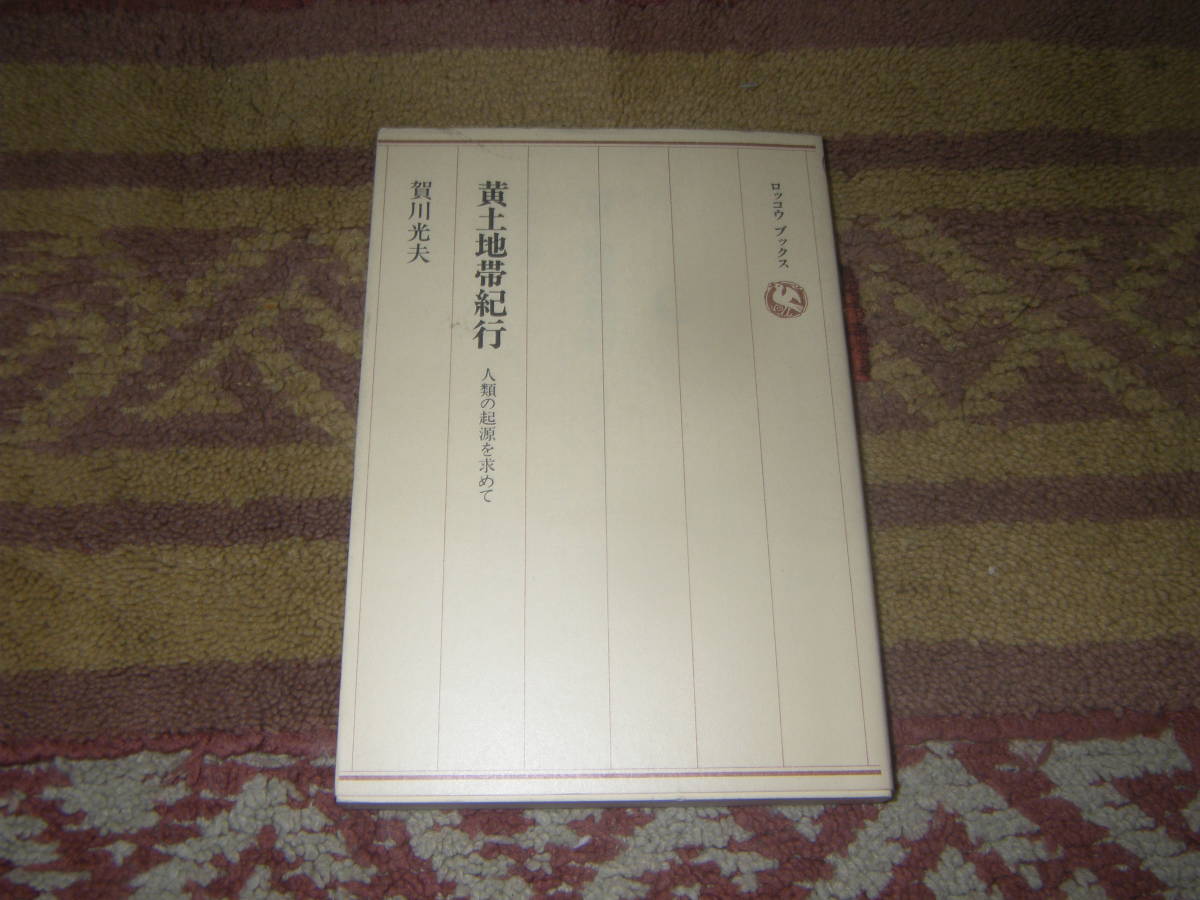 ロッコウ ブックス
黄土地帯紀行 人類の起源を求めて
賀川光夫